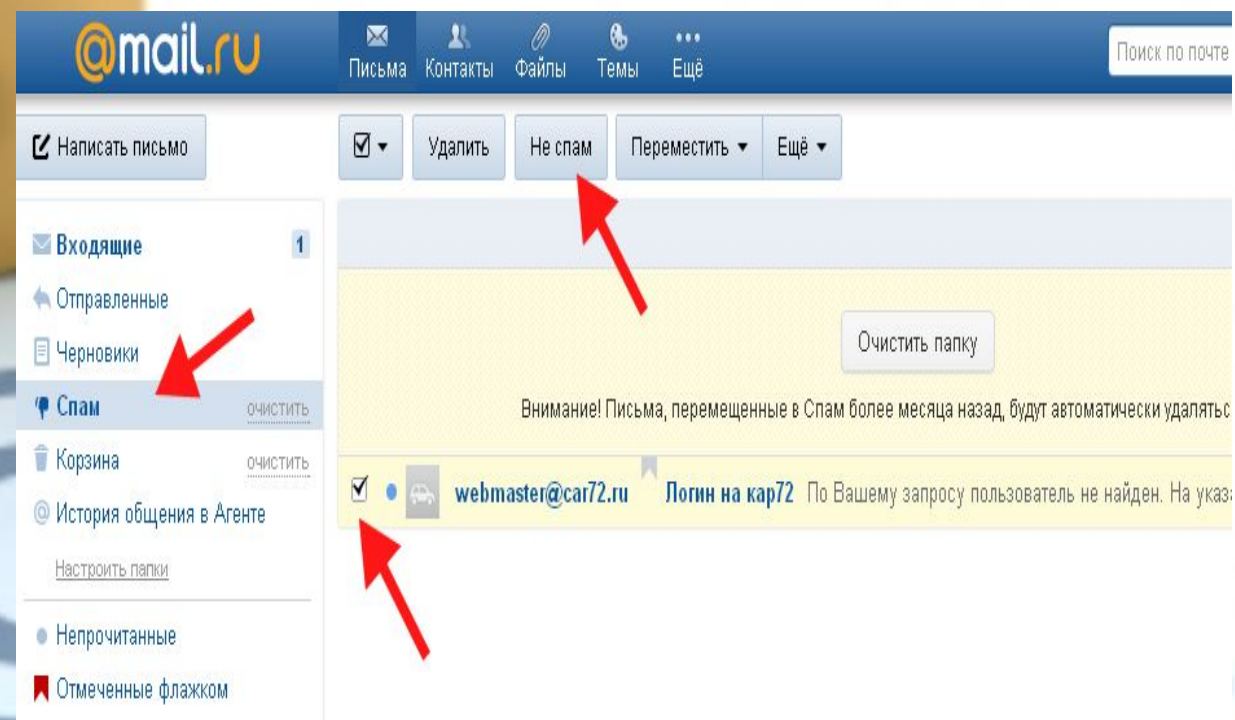 @mail.ru
Письма Контакты Файлы Темы Ещё
Поиск по почте
Написать письмо
Удалить Не спам Переместить Ещё
Входящие 1
Отправленные
Черновики
Спам очистить
Корзина очистить
История общения в Агенте
Настроить папки
Непрочитанные
Отмеченные флажком
Очистить папку
Внимание! Письма, перемещенные в Спам более месяца назад, будут автоматически удалятьс
webmaster@car72.ru Логин на кар72 По Вашему запросу пользователь не найден. На указ